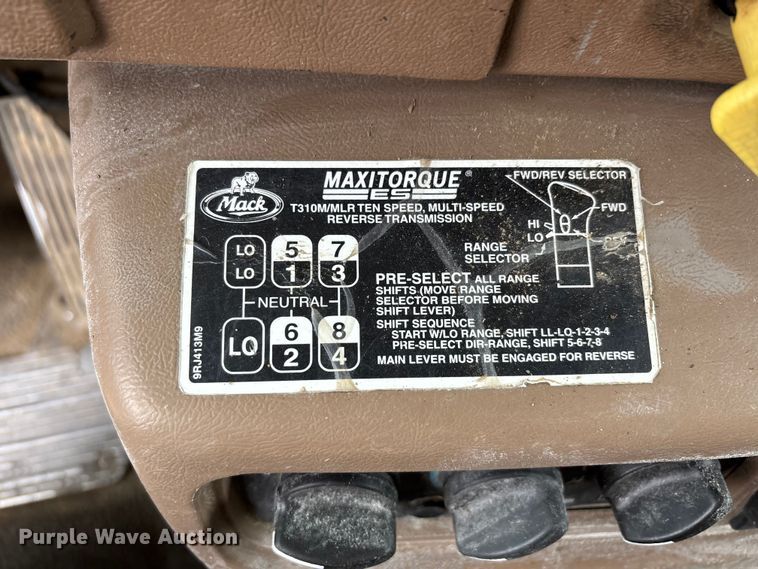 Mack
MAXITORQUE®
ES
T310M/MLR TEN SPEED, MULTI-SPEED
REVERSE TRANSMISSION
FWD/REV SELECTOR
FWD
HI
LO
REV
RANGE
SELECTOR
LO 5 7
LO 1 3
NEUTRAL
LO 6 8
2 4
PRE-SELECT ALL RANGE
SHIFTS (MOVE RANGE
SELECTOR BEFORE MOVING
SHIFT LEVER)
SHIFT SEQUENCE
START W/LO RANGE, SHIFT LL-LO-1-2-3-4
PRE-SELECT DIR-RANGE, SHIFT 5-6-7-8
MAIN LEVER MUST BE ENGAGED FOR REVERSE
9RJ413M9
Purple Wave Auction